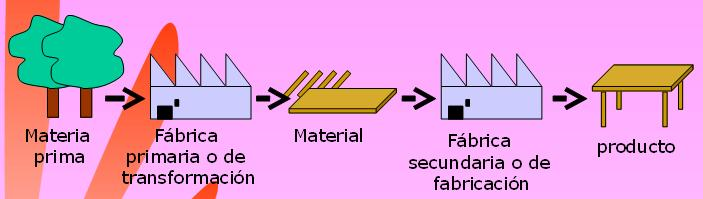 Materia
prima
Fábrica
primaria o de
transformación
Material
Fábrica
secundaria o de
fabricación
producto